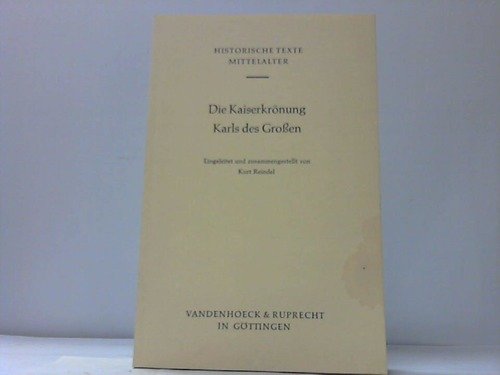 HISTORISCHE TEXTE
MITTELALTER
Die Kaiserkrönung
Karls des Großen
Eingeleitet und zusammengestellt von
Kurt Reindel
VANDENHOECK & RUPRECHT
IN GÖTTINGEN